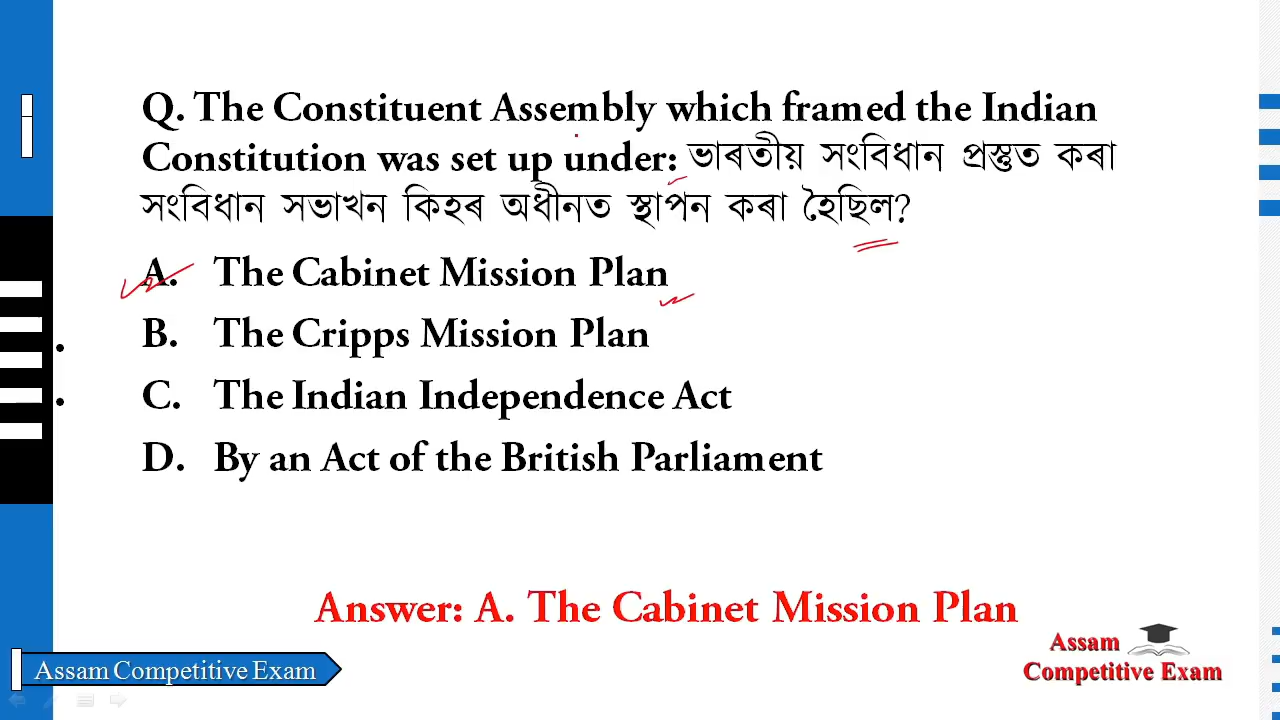 Q. The Constituent Assembly which framed the Indian
Constitution was set up under: ভাৰতীয় সংবিধান প্ৰস্তুত কৰা
সংবিধান সভাখন কিহৰ অধীনত স্থাপন কৰা হৈছিল?
A. The Cabinet Mission Plan
B. The Cripps Mission Plan
C. The Indian Independence Act
D. By an Act of the British Parliament
Answer: A. The Cabinet Mission Plan
Assam Competitive Exam
Assam
Competitive Exam